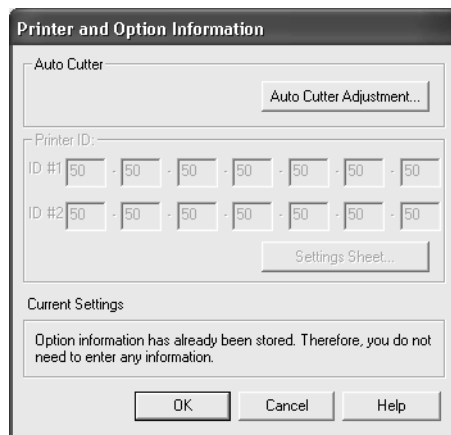 Printer and Option Information
Auto Cutter
Auto Cutter Adjustment...
Printer ID:
ID #1 50 - 50 - 50 - 50 - 50 - 50 - 50
ID #2 50 - 50 - 50 - 50 - 50 - 50 - 50
Settings Sheet...
Current Settings
Option information has already been stored. Therefore, you do not
need to enter any information.
OK Cancel Help